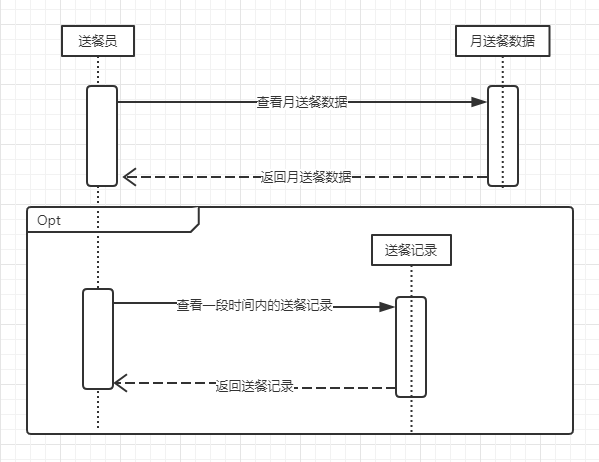 送餐员
月送餐数据
查看月送餐数据
返回月送餐数据
Opt
送餐记录
查看一段时间内的送餐记录
返回送餐记录